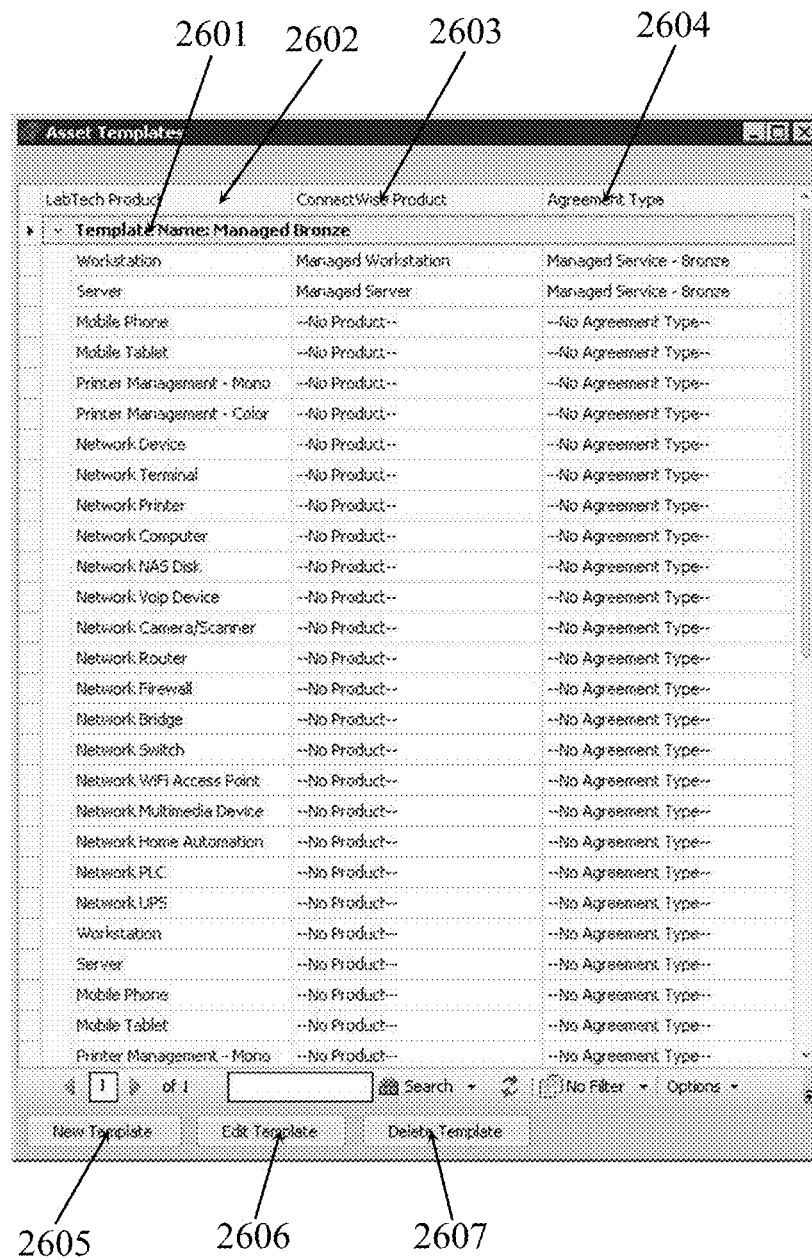 2601 2602 2603 2604
Asset Templates
LabTech Product ConnectWise Product Agreement Type
Template Name: Managed Bronze
Workstation Managed Workstation Managed Service - Bronze
Server Managed Server Managed Service - Bronze
Mobile Phone --No Product-- --No Agreement Type--
Mobile Tablet --No Product-- --No Agreement Type--
Printer Management - Mono --No Product-- --No Agreement Type--
Printer Management - Color --No Product-- --No Agreement Type--
Network Device --No Product-- --No Agreement Type--
Network Terminal --No Product-- --No Agreement Type--
Network Printer --No Product-- --No Agreement Type--
Network Computer --No Product-- --No Agreement Type--
Network NAS Disk --No Product-- --No Agreement Type--
Network Voip Device --No Product-- --No Agreement Type--
Network Camera/Scanner --No Product-- --No Agreement Type--
Network Router --No Product-- --No Agreement Type--
Network Firewall --No Product-- --No Agreement Type--
Network Bridge --No Product-- --No Agreement Type--
Network Switch --No Product-- --No Agreement Type--
Network WiFi Access Point --No Product-- --No Agreement Type--
Network Multimedia Device --No Product-- --No Agreement Type--
Network Home Automation --No Product-- --No Agreement Type--
Network PLC --No Product-- --No Agreement Type--
Network UPS --No Product-- --No Agreement Type--
Workstation --No Product-- --No Agreement Type--
Server --No Product-- --No Agreement Type--
Mobile Phone --No Product-- --No Agreement Type--
Mobile Tablet --No Product-- --No Agreement Type--
Printer Management - Mono --No Product-- --No Agreement Type--
1 of 1 Search No Filter Options
New Template Edit Template Delete Template
2605 2606 2607